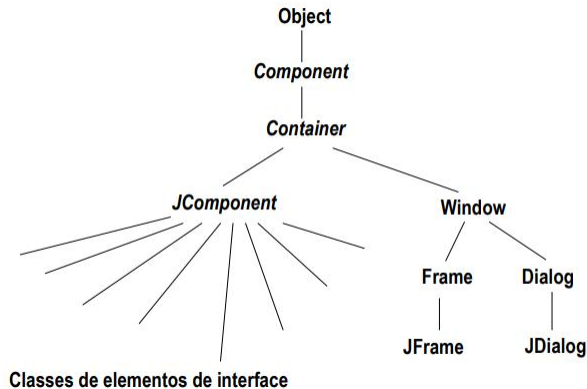 Object
Component
Container
JComponent
Window
Frame Dialog
JFrame JDialog
Classes de elementos de interface